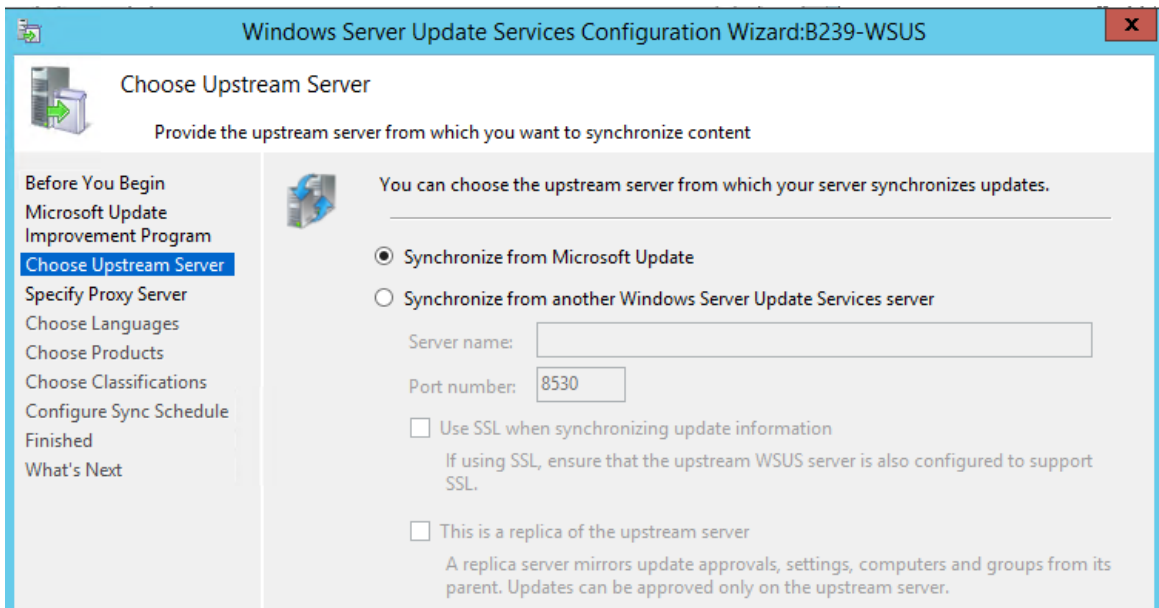 Windows Server Update Services Configuration Wizard:B239-WSUS
x
Choose Upstream Server
Provide the upstream server from which you want to synchronize content
Before You Begin
Microsoft Update
Improvement Program
Choose Upstream Server
Specify Proxy Server
Choose Languages
Choose Products
Choose Classifications
Configure Sync Schedule
Finished
What's Next
You can choose the upstream server from which your server synchronizes updates.
Synchronize from Microsoft Update
Synchronize from another Windows Server Update Services server
Server name:
Port number: 8530
Use SSL when synchronizing update information
If using SSL, ensure that the upstream WSUS server is also configured to support
SSL.
This is a replica of the upstream server
A replica server mirrors update approvals, settings, computers and groups from its
parent. Updates can be approved only on the upstream server.